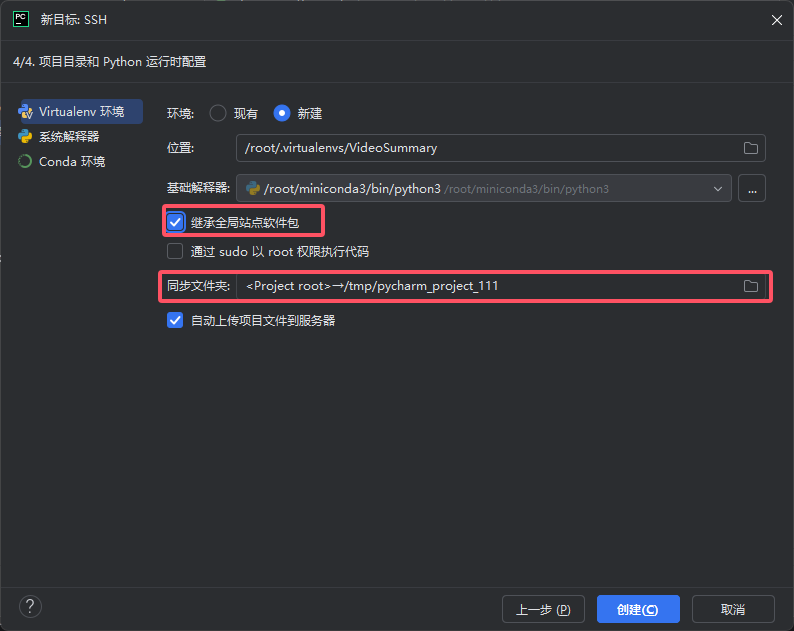 PC
新目标: SSH
4/4. 项目目录和 Python 运行时配置
Virtualenv 环境
系统解释器
Conda 环境
环境: 现有 新建
位置: /root/.virtualenvs/VideoSummary
基础解释器: /root/miniconda3/bin/python3 /root/miniconda3/bin/python3 ...
继承全局站点软件包
通过 sudo 以 root 权限执行代码
同步文件夹: <Project root>→/tmp/pycharm_project_111
自动上传项目文件到服务器
? 上一步 (P) 创建(C) 取消